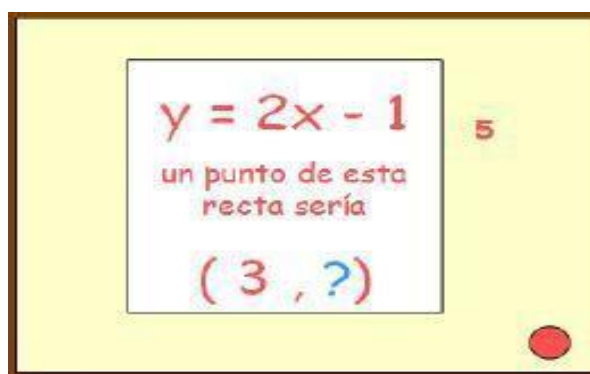 y = 2x - 1
5
un punto de esta
recta sería
( 3 , ?)